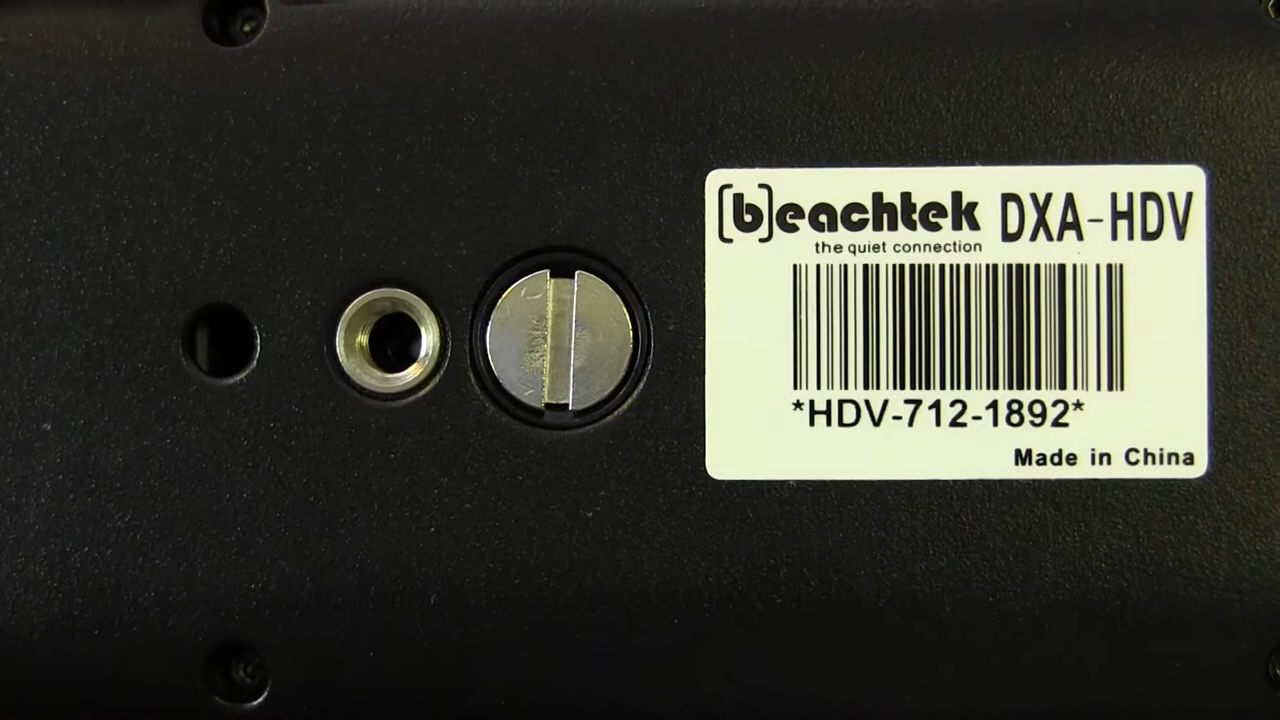 [b]eachtek DXA-HDV
the quiet connection
*HDV-712-1892*
Made in China